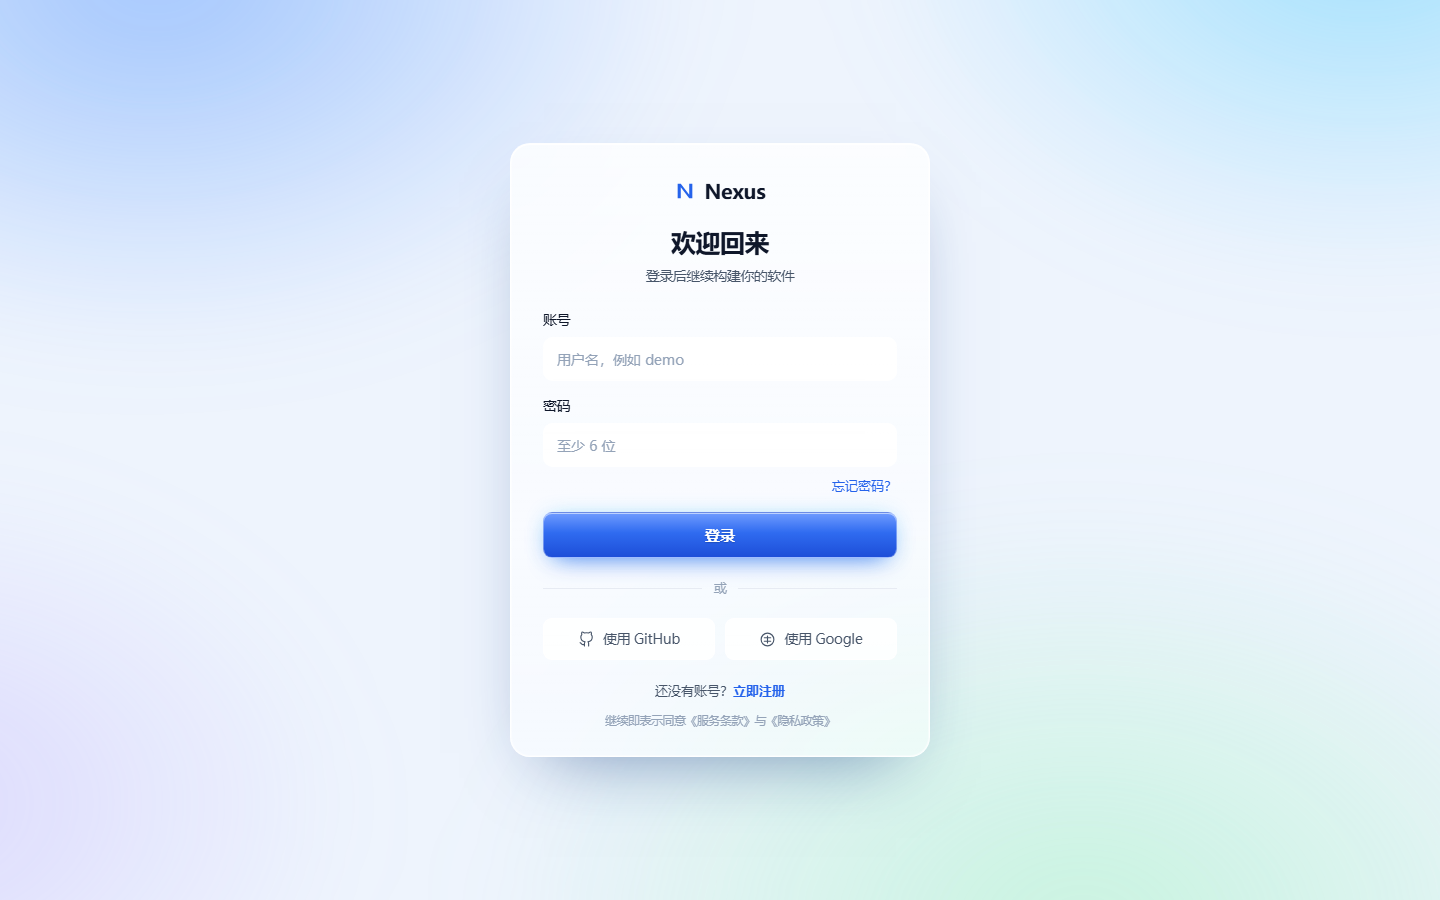 N Nexus
欢迎回来
登录后继续构建你的软件
账号
用户名，例如 demo
密码
至少 6 位
忘记密码？
登录
或
使用 GitHub
使用 Google
还没有账号？立即注册
继续即表示同意《服务条款》与《隐私政策》